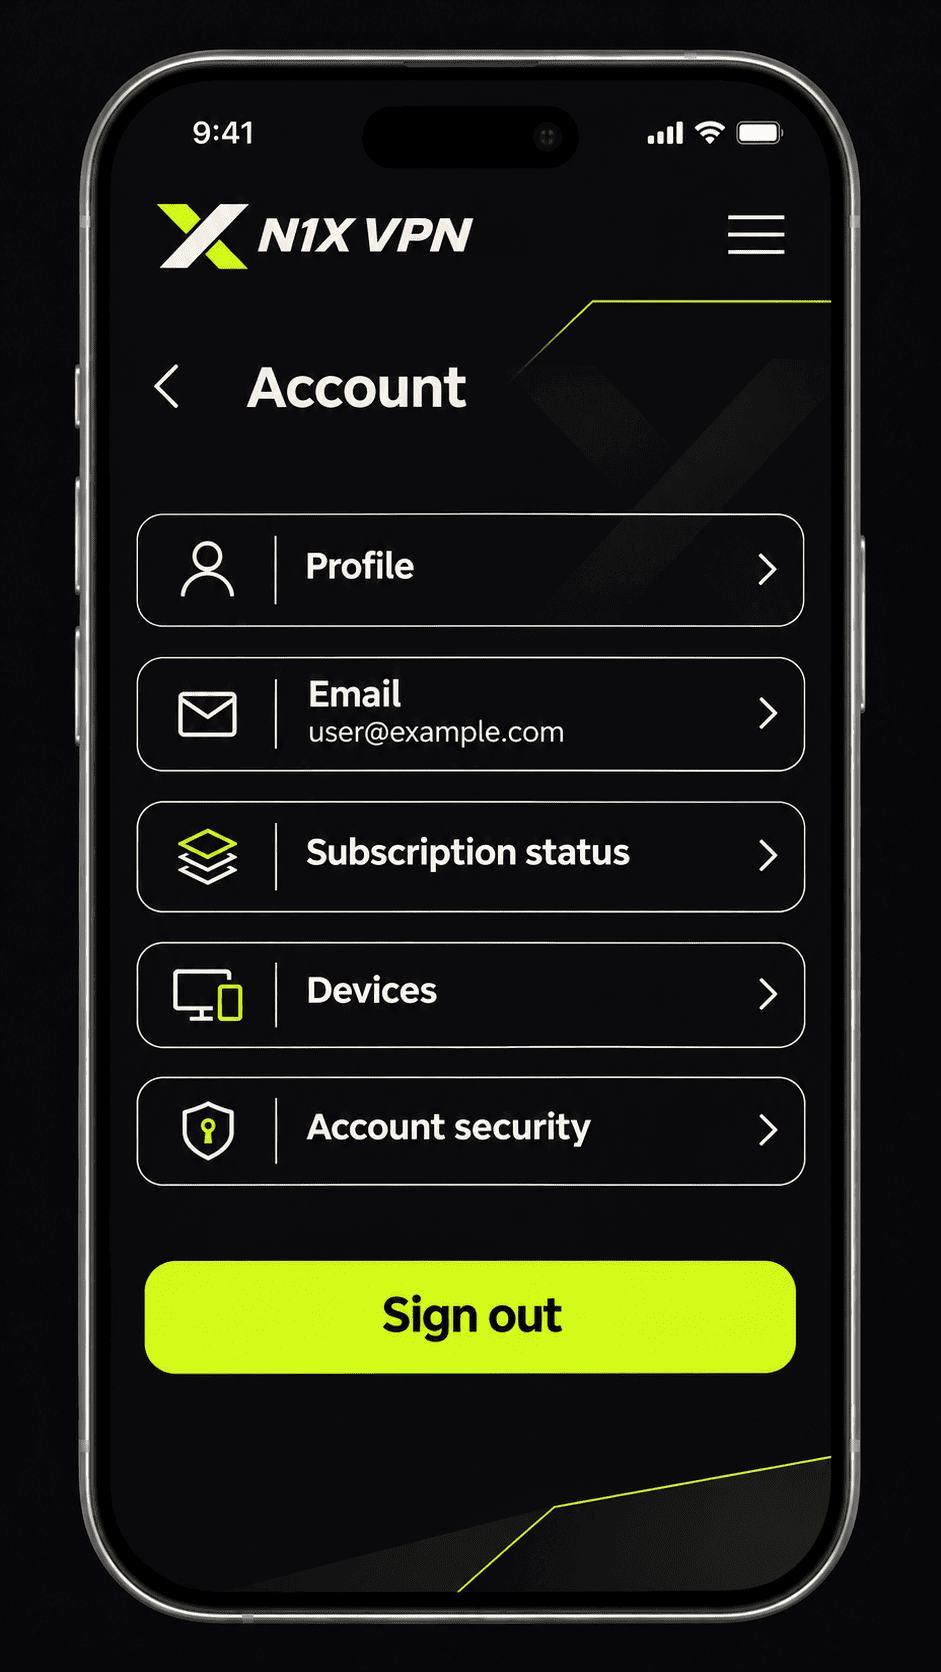 9:41
N1X VPN
Account
Profile
Email
user@example.com
Subscription status
Devices
Account security
Sign out